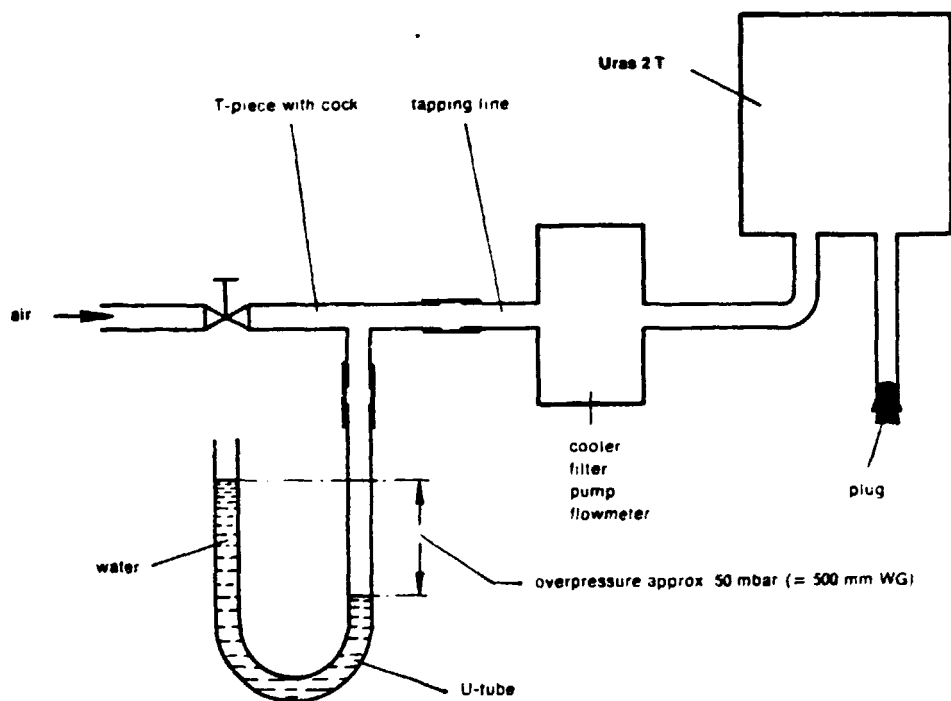 Uras 2 T
T-piece with cock
tapping line
air
cooler
filter
pump
flowmeter
plug
water
overpressure approx 50 mbar (= 500 mm WG)
U-tube